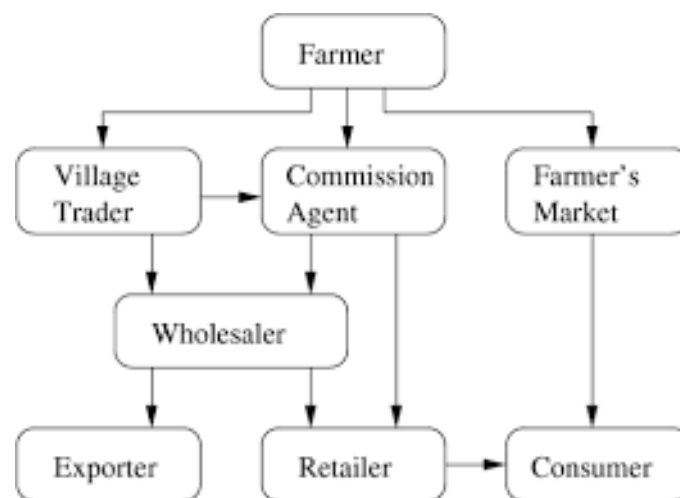 Farmer
Village
Trader
Commission
Agent
Farmer's
Market
Wholesaler
Exporter
Retailer
Consumer